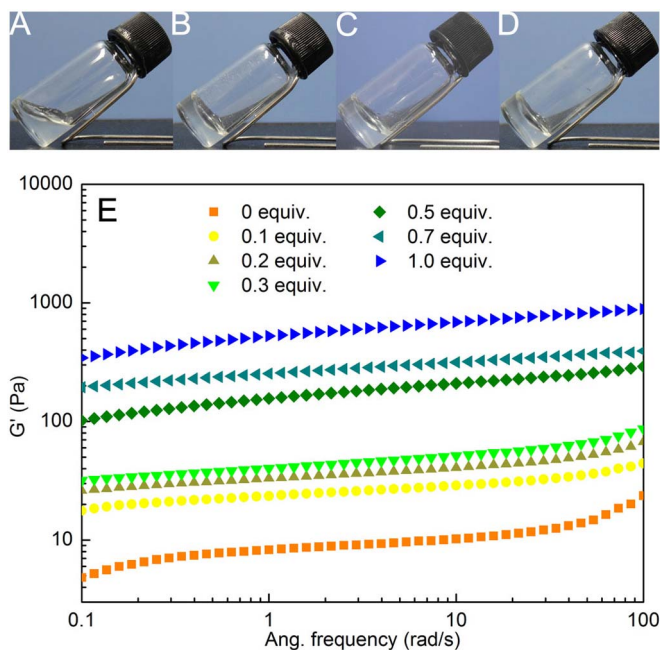 A B C D
10000
E
0 equiv.
0.5 equiv.
0.1 equiv.
0.7 equiv.
0.2 equiv.
1.0 equiv.
0.3 equiv.
1000
100
10
G' (Pa)
0.1 1 10 100
Ang. frequency (rad/s)